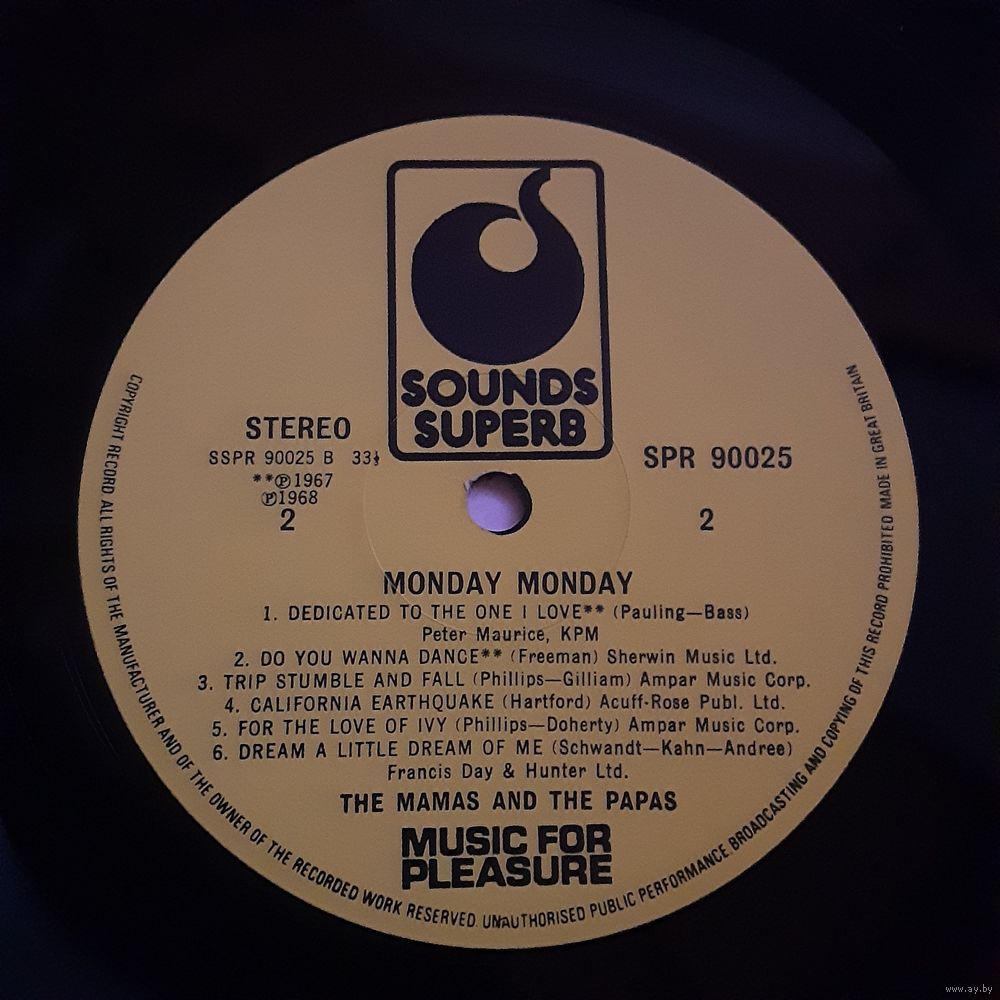 SOUNDS
SUPERB
STEREO
SSPR 90025 B 33⅓
**℗1967
℗1968
2
SPR 90025
2
MONDAY MONDAY
1. DEDICATED TO THE ONE I LOVE** (Pauling—Bass)
Peter Maurice, KPM
2. DO YOU WANNA DANCE** (Freeman) Sherwin Music Ltd.
3. TRIP STUMBLE AND FALL (Phillips—Gilliam) Ampar Music Corp.
4. CALIFORNIA EARTHQUAKE (Hartford) Acuff-Rose Publ. Ltd.
5. FOR THE LOVE OF IVY (Phillips—Doherty) Ampar Music Corp.
6. DREAM A LITTLE DREAM OF ME (Schwandt—Kahn—Andree)
Francis Day & Hunter Ltd.
THE MAMAS AND THE PAPAS
MUSIC FOR
PLEASURE
COPYRIGHT RECORD. ALL RIGHTS OF THE MANUFACTURER AND OF THE OWNER OF THE RECORDED WORK RESERVED. UNAUTHORISED PUBLIC PERFORMANCE. BROADCASTING AND COPYING OF THIS RECORD PROHIBITED MADE IN GREAT BRITAIN
www.ay.by